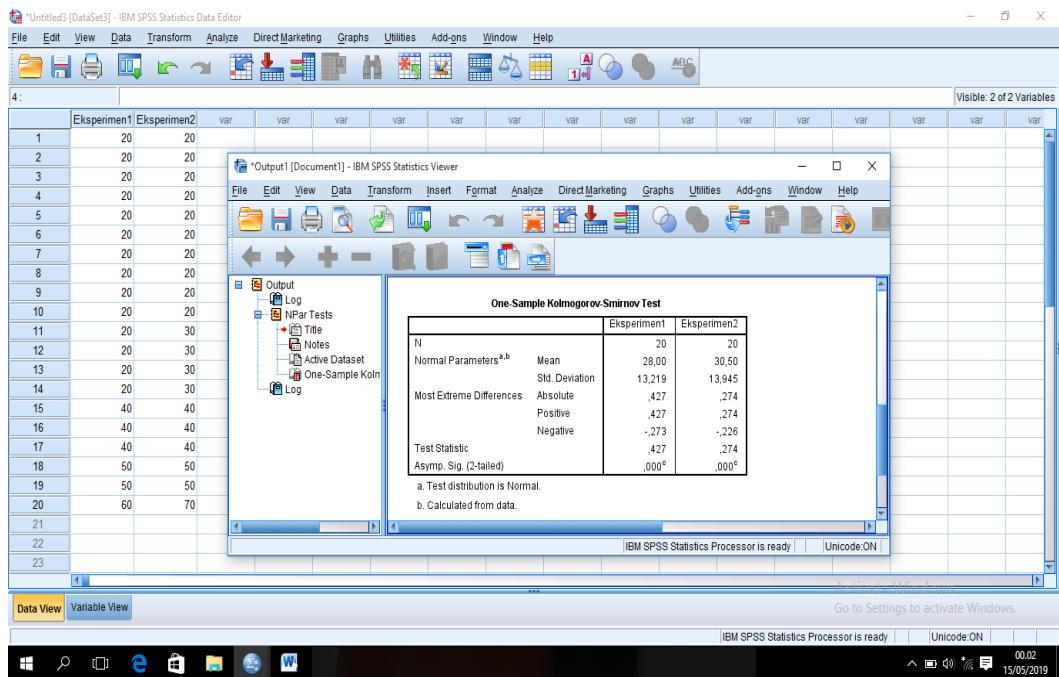 *Untitled3 [DataSet3] - IBM SPSS Statistics Data Editor
File Edit View Data Transform Analyze Direct Marketing Graphs Utilities Add-ons Window Help
4 :
Visible: 2 of 2 Variables
Eksperimen1 Eksperimen2 var var var var var var var var var var var var var var var
1 20 20
2 20 20
3 20 20
4 20 20
5 20 20
6 20 20
7 20 20
8 20 20
9 20 20
10 20 20
11 20 30
12 20 30
13 20 30
14 20 30
15 40 40
16 40 40
17 40 40
18 50 50
19 50 50
20 60 70
21
22
23
*Output1 [Document1] - IBM SPSS Statistics Viewer
File Edit View Data Transform Insert Format Analyze Direct Marketing Graphs Utilities Add-ons Window Help
Output
Log
NPar Tests
Title
Notes
Active Dataset
One-Sample Kolm
Log
One-Sample Kolmogorov-Smirnov Test
Eksperimen1 Eksperimen2
N 20 20
Normal Parameters a,b Mean 28,00 30,50
Std. Deviation 13,219 13,945
Most Extreme Differences Absolute ,427 ,274
Positive ,427 ,274
Negative -,273 -,226
Test Statistic ,427 ,274
Asymp. Sig. (2-tailed) ,000c ,000c
a. Test distribution is Normal.
b. Calculated from data.
IBM SPSS Statistics Processor is ready Unicode:ON
Data View Variable View
Go to Settings to activate Windows.
IBM SPSS Statistics Processor is ready Unicode:ON
00.02
15/05/2019